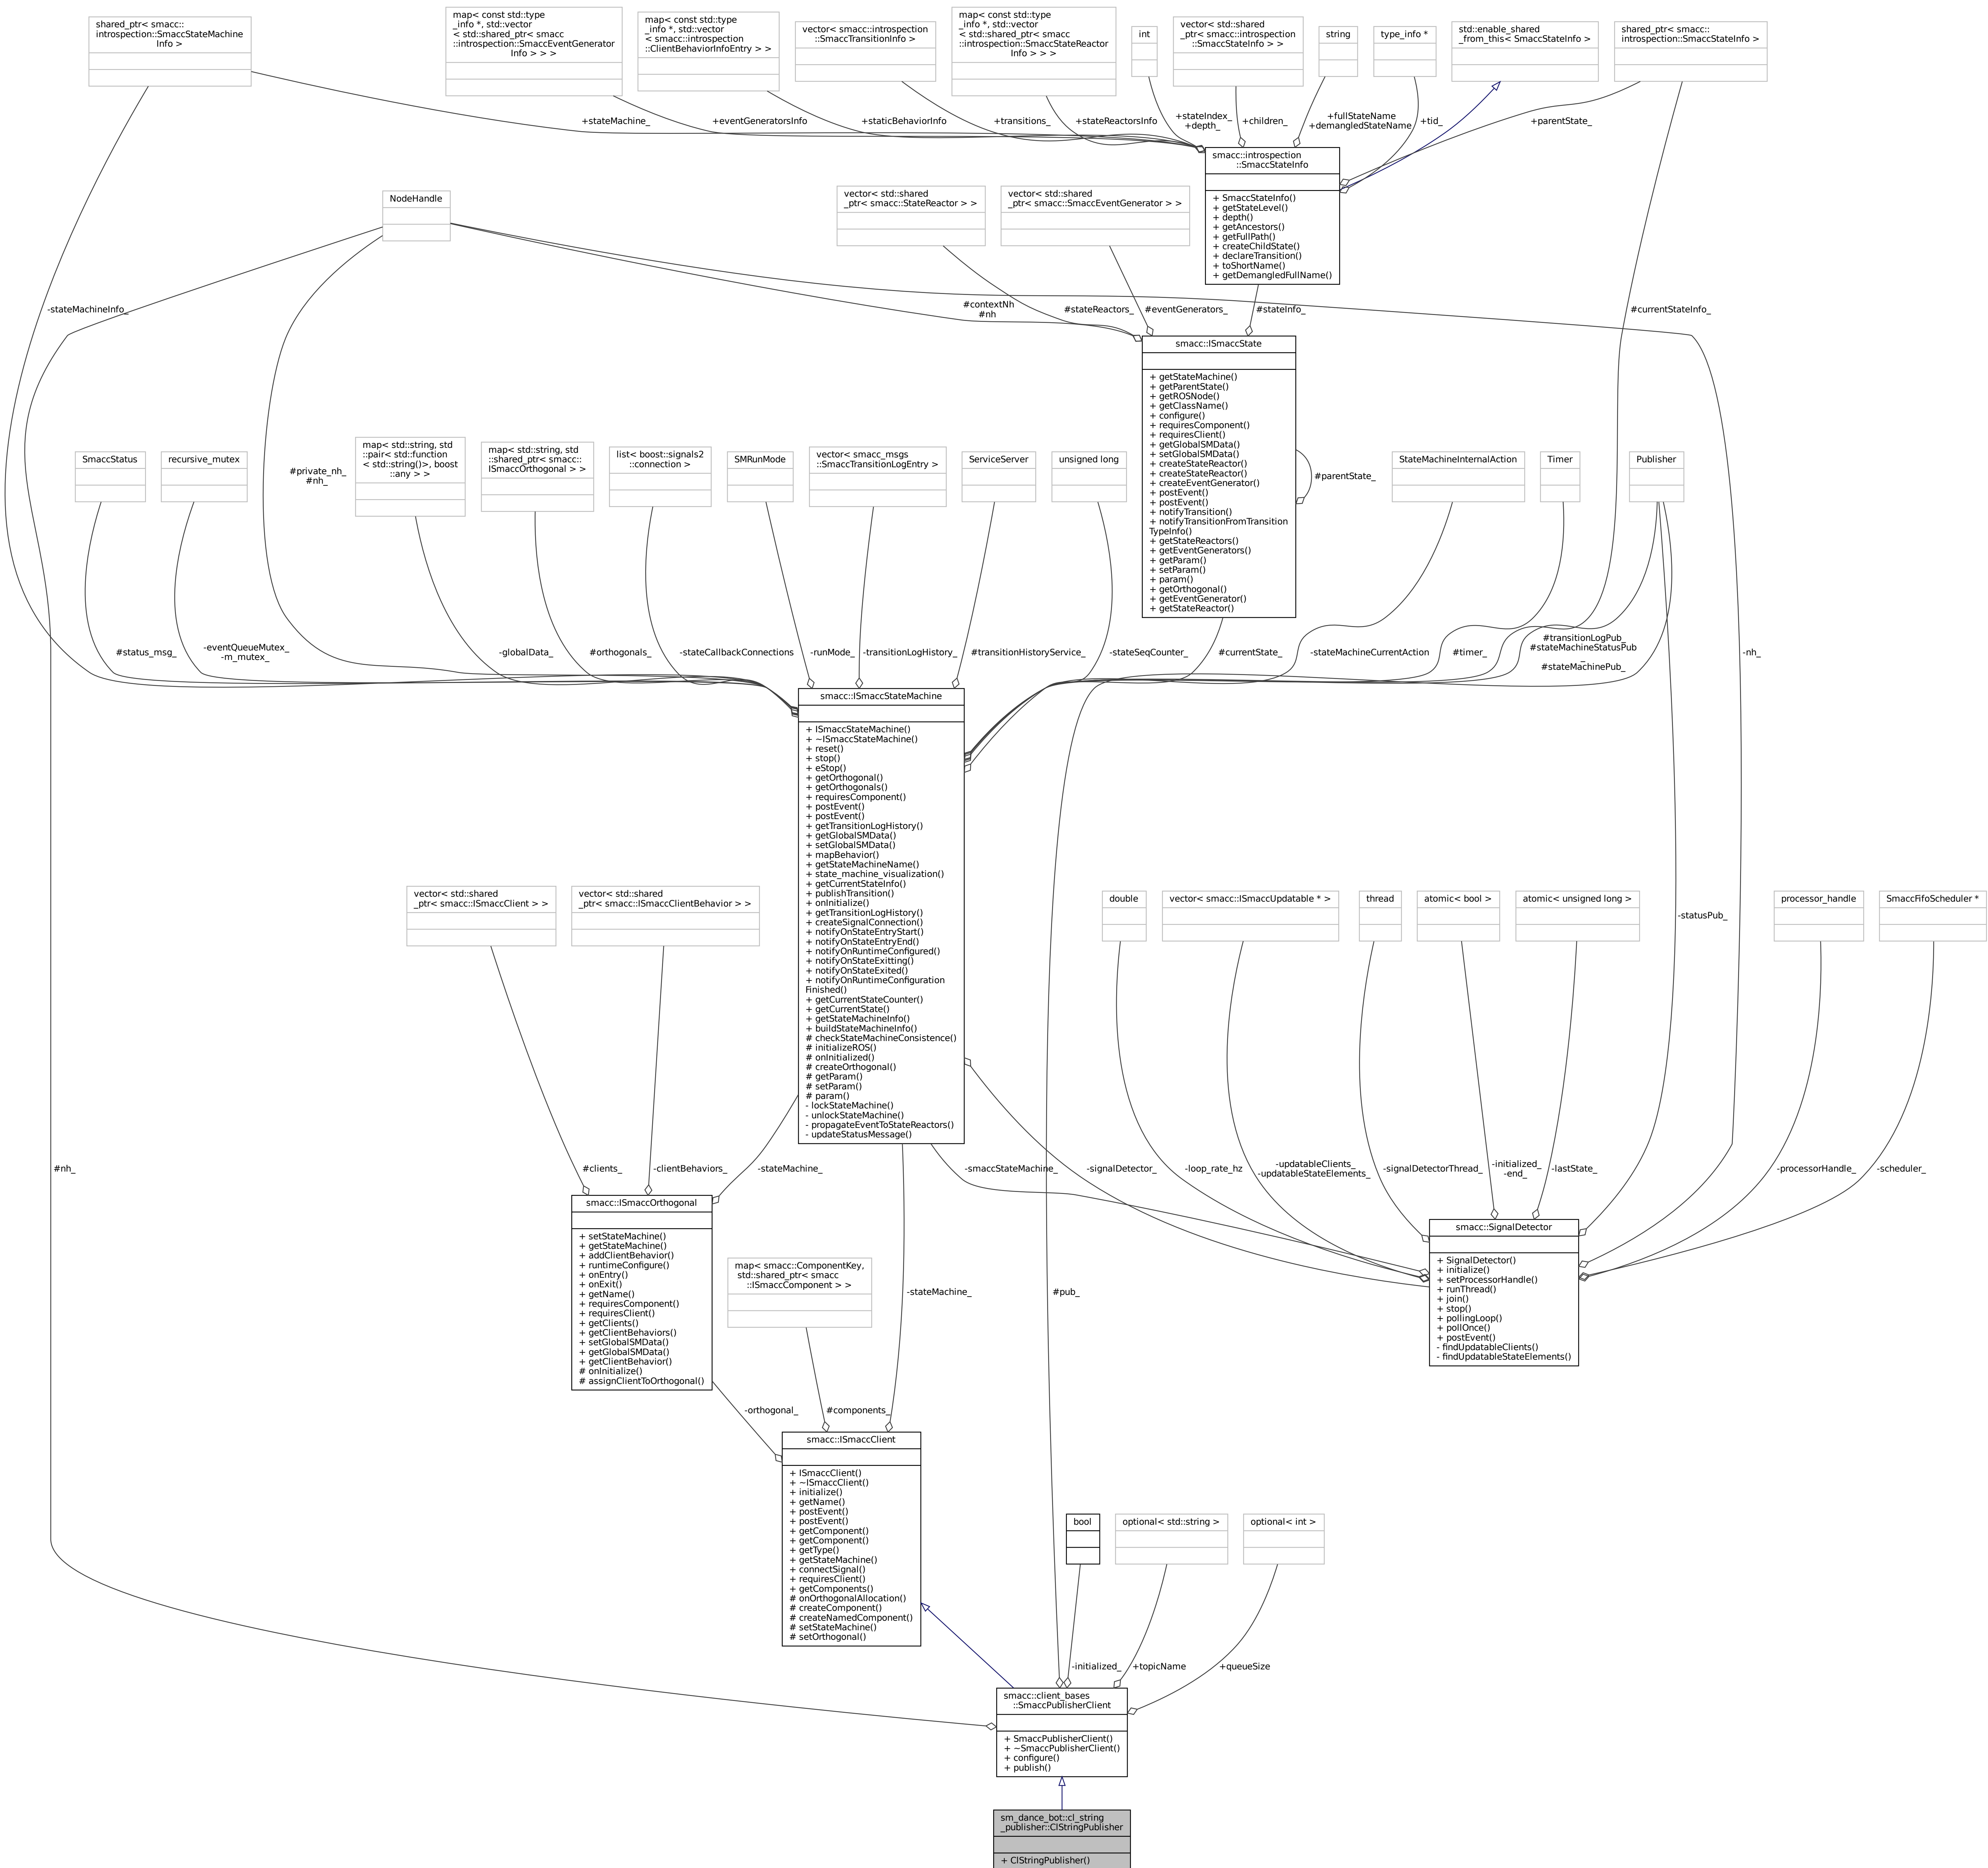 shared_ptr< smacc::
introspection::SmaccStateMachine
Info >
map< const std::type
_info *, std::vector
< std::shared_ptr< smacc
::introspection::SmaccEventGenerator
Info > > >
map< const std::type
_info *, std::vector
< smacc::introspection
::ClientBehaviorInfoEntry > >
vector< smacc::introspection
::SmaccTransitionInfo >
map< const std::type
_info *, std::vector
< std::shared_ptr< smacc
::introspection::SmaccStateReactor
Info > > >
int
vector< std::shared
_ptr< smacc::introspection
::SmaccStateInfo > >
string
type_info *
std::enable_shared
_from_this< SmaccStateInfo >
shared_ptr< smacc::
introspection::SmaccStateInfo >
+stateMachine_
+eventGeneratorsInfo
+staticBehaviorInfo
+transitions_
+stateReactorsInfo
+stateIndex_
+depth_
+children_
+fullStateName
+demangledStateName
+tid_
+parentState_
smacc::introspection
::SmaccStateInfo
+ SmaccStateInfo()
+ getStateLevel()
+ depth()
+ getAncestors()
+ getFullPath()
+ createChildState()
+ declareTransition()
+ toShortName()
+ getDemangledFullName()
NodeHandle
vector< std::shared
_ptr< smacc::StateReactor > >
vector< std::shared
_ptr< smacc::SmaccEventGenerator > >
-stateMachineInfo_
#contextNh
#nh
#stateReactors_
#eventGenerators_
#stateInfo_
#currentStateInfo_
smacc::ISmaccState
+ getStateMachine()
+ getParentState()
+ getROSNode()
+ getClassName()
+ configure()
+ requiresComponent()
+ requiresClient()
+ getGlobalSMData()
+ setGlobalSMData()
+ createStateReactor()
+ createStateReactor()
+ createEventGenerator()
+ postEvent()
+ postEvent()
+ notifyTransition()
+ notifyTransitionFromTransition
TypeInfo()
+ getStateReactors()
+ getEventGenerators()
+ getParam()
+ setParam()
+ param()
+ getOrthogonal()
+ getEventGenerator()
+ getStateReactor()
#parentState_
SmaccStatus
recursive_mutex
#private_nh_
#nh_
map< std::string, std
::pair< std::function
< std::string()>, boost
::any > >
map< std::string, std
::shared_ptr< smacc::
ISmaccOrthogonal > >
list< boost::signals2
::connection >
SMRunMode
vector< smacc_msgs
::SmaccTransitionLogEntry >
ServiceServer
unsigned long
StateMachineInternalAction
Timer
Publisher
#status_msg_
-eventQueueMutex_
-m_mutex_
-globalData_
#orthogonals_
-stateCallbackConnections
-runMode_
-transitionLogHistory_
#transitionHistoryService_
-stateSeqCounter_
#currentState_
-stateMachineCurrentAction
#timer_
#transitionLogPub_
#stateMachineStatusPub
_
#stateMachinePub_
-nh_
smacc::ISmaccStateMachine
+ ISmaccStateMachine()
+ ~ISmaccStateMachine()
+ reset()
+ stop()
+ eStop()
+ getOrthogonal()
+ getOrthogonals()
+ requiresComponent()
+ postEvent()
+ postEvent()
+ getTransitionLogHistory()
+ getGlobalSMData()
+ setGlobalSMData()
+ mapBehavior()
+ getStateMachineName()
+ state_machine_visualization()
+ getCurrentStateInfo()
+ publishTransition()
+ onInitialize()
+ getTransitionLogHistory()
+ createSignalConnection()
+ notifyOnStateEntryStart()
+ notifyOnStateEntryEnd()
+ notifyOnRuntimeConfigured()
+ notifyOnStateExitting()
+ notifyOnStateExited()
+ notifyOnRuntimeConfiguration
Finished()
+ getCurrentStateCounter()
+ getCurrentState()
+ getStateMachineInfo()
+ buildStateMachineInfo()
# checkStateMachineConsistence()
# initializeROS()
# onInitialized()
# createOrthogonal()
# getParam()
# setParam()
# param()
- lockStateMachine()
- unlockStateMachine()
- propagateEventToStateReactors()
- updateStatusMessage()
vector< std::shared
_ptr< smacc::ISmaccClient > >
vector< std::shared
_ptr< smacc::ISmaccClientBehavior > >
double
vector< smacc::ISmaccUpdatable * >
thread
atomic< bool >
atomic< unsigned long >
-statusPub_
processor_handle
SmaccFifoScheduler *
#nh_
#clients_
-clientBehaviors_
-stateMachine_
-smaccStateMachine_
-signalDetector_
-loop_rate_hz
-updatableClients_
-updatableStateElements_
-signalDetectorThread_
-initialized_
-end_
-lastState_
-processorHandle_
-scheduler_
smacc::ISmaccOrthogonal
+ setStateMachine()
+ getStateMachine()
+ addClientBehavior()
+ runtimeConfigure()
+ onEntry()
+ onExit()
+ getName()
+ requiresComponent()
+ requiresClient()
+ getClients()
+ getClientBehaviors()
+ setGlobalSMData()
+ getGlobalSMData()
+ getClientBehavior()
# onInitialize()
# assignClientToOrthogonal()
smacc::SignalDetector
+ SignalDetector()
+ initialize()
+ setProcessorHandle()
+ runThread()
+ join()
+ stop()
+ pollingLoop()
+ pollOnce()
+ postEvent()
- findUpdatableClients()
- findUpdatableStateElements()
map< smacc::ComponentKey,
std::shared_ptr< smacc
::ISmaccComponent > >
-stateMachine_
#pub_
-orthogonal_
#components_
smacc::ISmaccClient
+ ISmaccClient()
+ ~ISmaccClient()
+ initialize()
+ getName()
+ postEvent()
+ postEvent()
+ getComponent()
+ getComponent()
+ getType()
+ getStateMachine()
+ connectSignal()
+ requiresClient()
+ getComponents()
# onOrthogonalAllocation()
# createComponent()
# createNamedComponent()
# setStateMachine()
# setOrthogonal()
bool
optional< std::string >
optional< int >
-initialized_
+topicName
+queueSize
smacc::client_bases
::SmaccPublisherClient
+ SmaccPublisherClient()
+ ~SmaccPublisherClient()
+ configure()
+ publish()
sm_dance_bot::cl_string
_publisher::ClStringPublisher
+ ClStringPublisher()